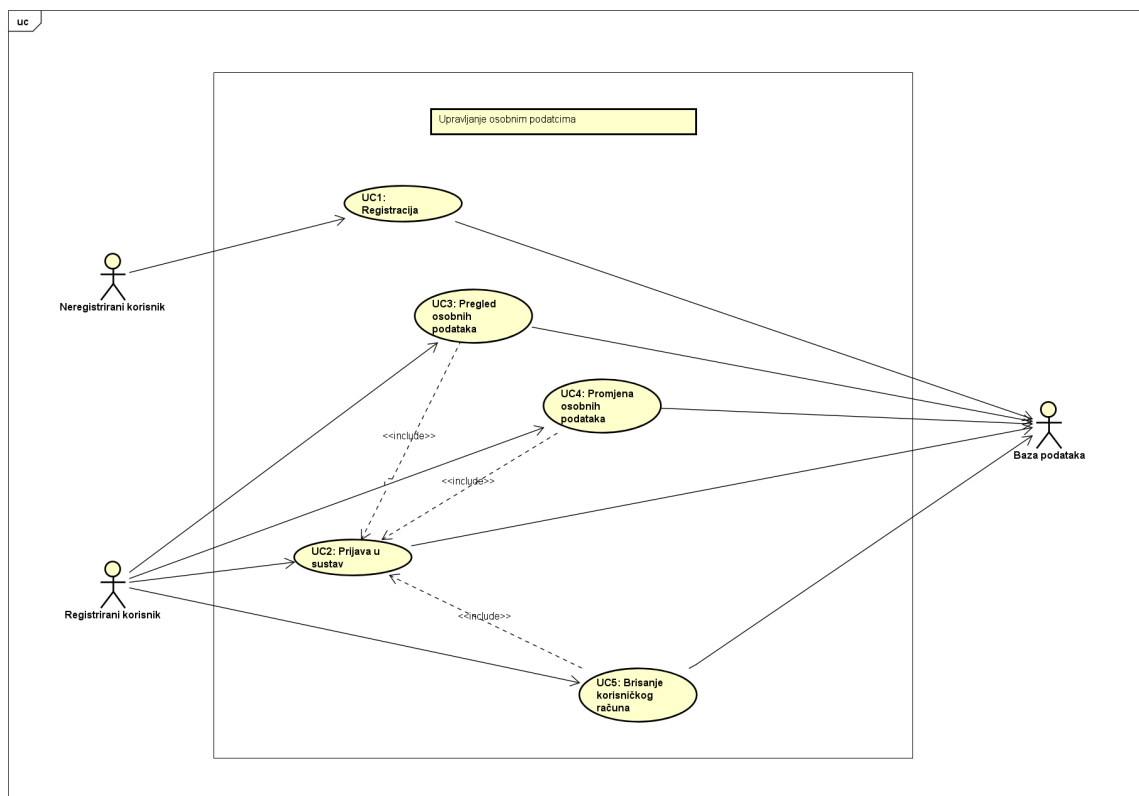 uc
Upravljanje osobnim podatcima
UC1:
Registracija
Neregistrirani korisnik
UC3: Pregled
osobnih
podataka
UC4: Promjena
osobnih
podataka
Baza podataka
<<include>>
<<include>>
UC2: Prijava u
sustav
Registrirani korisnik
<<include>>
UC5: Brisanje
korisničkog
računa